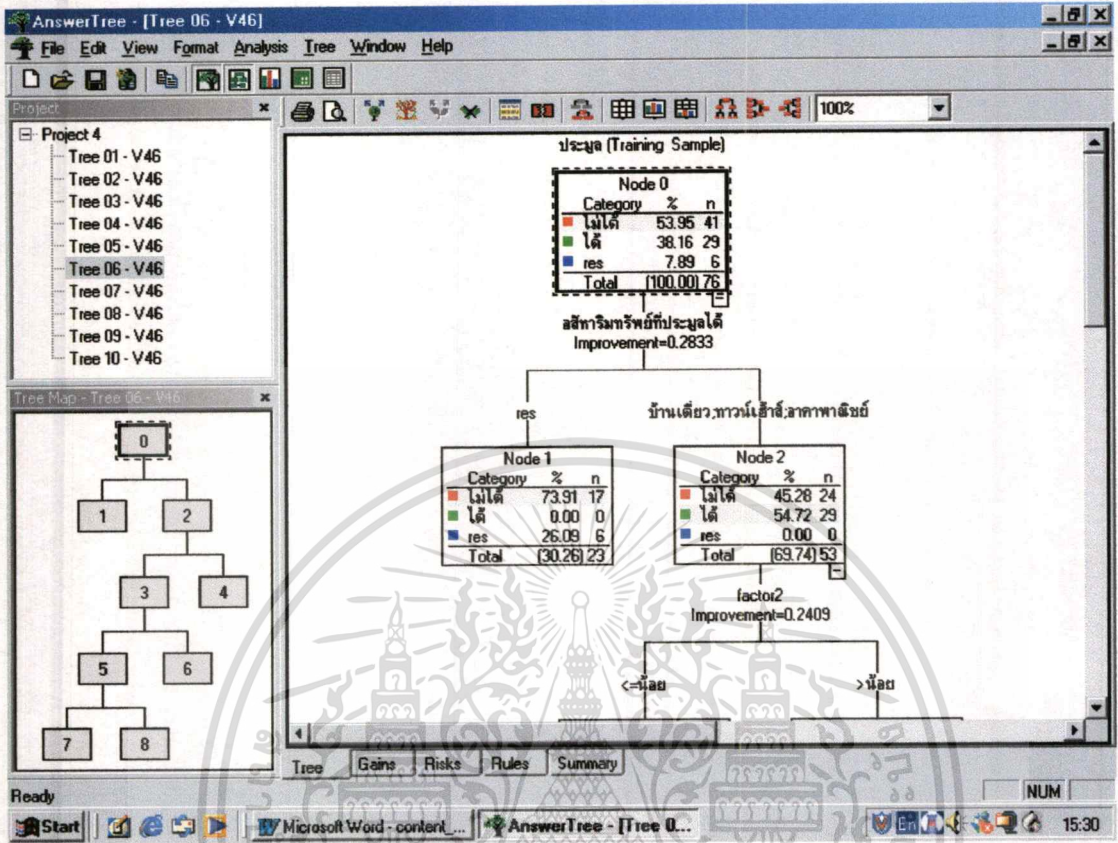 AnswerTree - [Tree 06 - V46]
File Edit View Format Analysis Tree Window Help
100%
Project
Project 4
Tree 01 - V46
Tree 02 - V46
Tree 03 - V46
Tree 04 - V46
Tree 05 - V46
Tree 06 - V46
Tree 07 - V46
Tree 08 - V46
Tree 09 - V46
Tree 10 - V46
Tree Map - Tree 06 - V46
0
1 2
3 4
5 6
7 8
ประมูล (Training Sample)
Node 0
Category % n
ไม่ได้ 53.95 41
ได้ 38.16 29
res 7.89 6
Total (100.00) 76
อสังหาริมทรัพย์ที่ประมูลได้
Improvement=0.2833
res
บ้านเดี่ยว;ทาวน์เฮ้าส์;อาคาพาณิชย์
Node 1
Category % n
ไม่ได้ 73.91 17
ได้ 0.00 0
res 26.09 6
Total (30.26) 23
Node 2
Category % n
ไม่ได้ 45.28 24
ได้ 54.72 29
res 0.00 0
Total (69.74) 53
factor2
Improvement=0.2409
<=น้อย
>น้อย
Tree Gains Risks Rules Summary
Ready
NUM
Start
Microsoft Word - content_...
AnswerTree - [Tree 0...
En
15:30